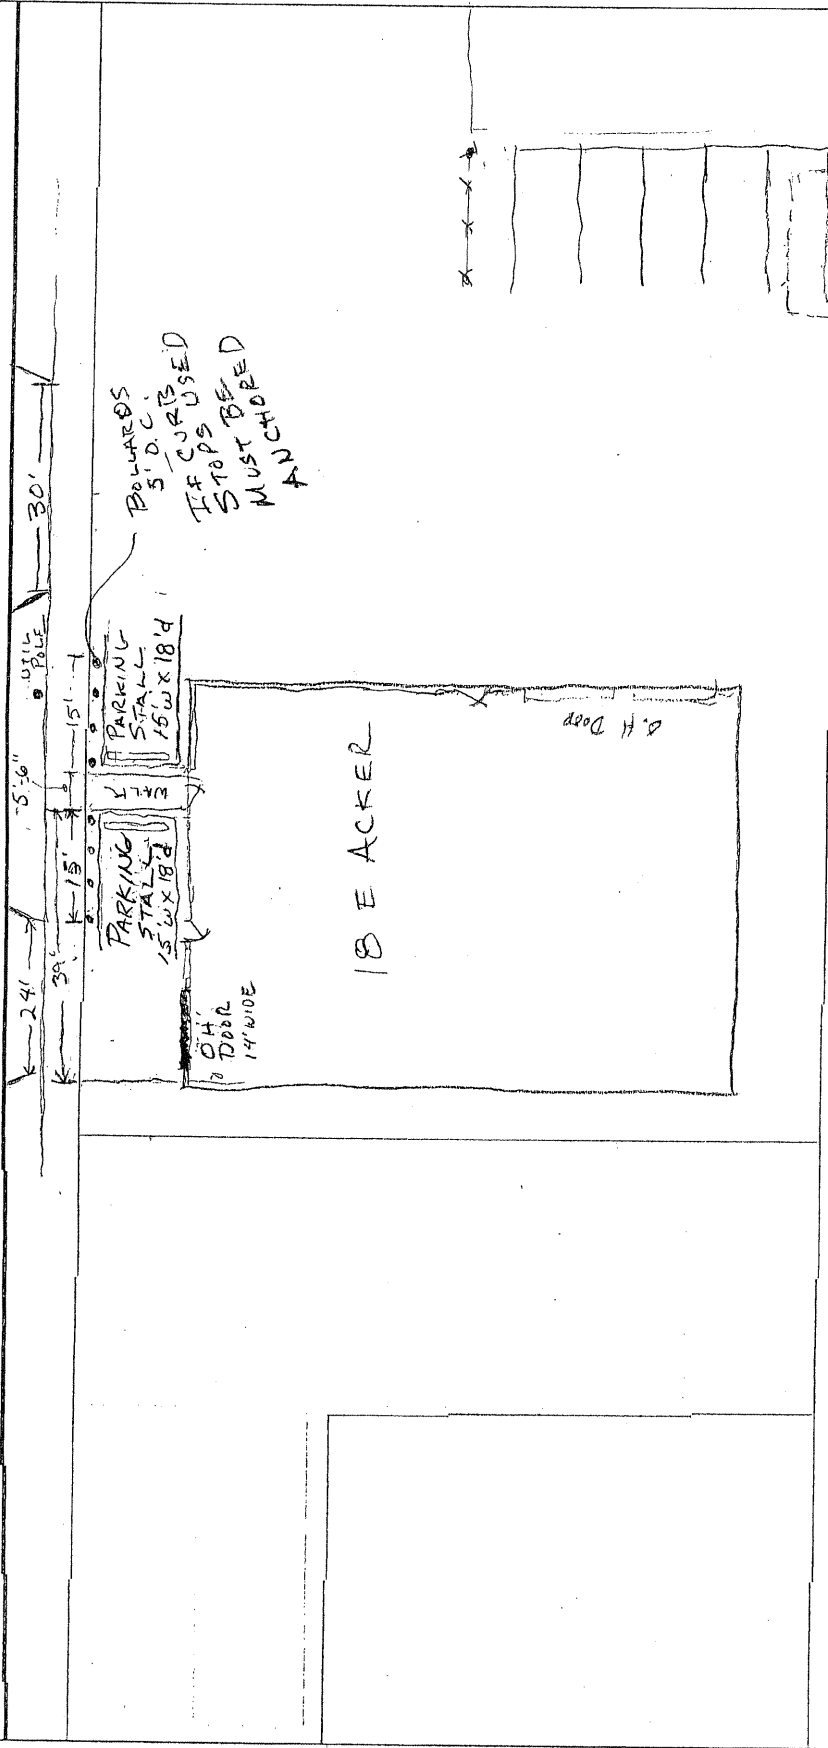 24'
39'
15'
5'-6"
15'
30'
UTIL
POLE
BOLLARDS
5' O.C.
IF CURB
STOPS USED
MUST BE
ANCHORED
PARKING
STALL
15'W X 18'd
WALK
PARKING
STALL
15'W X 18'd
OH
DOOR
14' WIDE
18 E ACKER
O.H Door